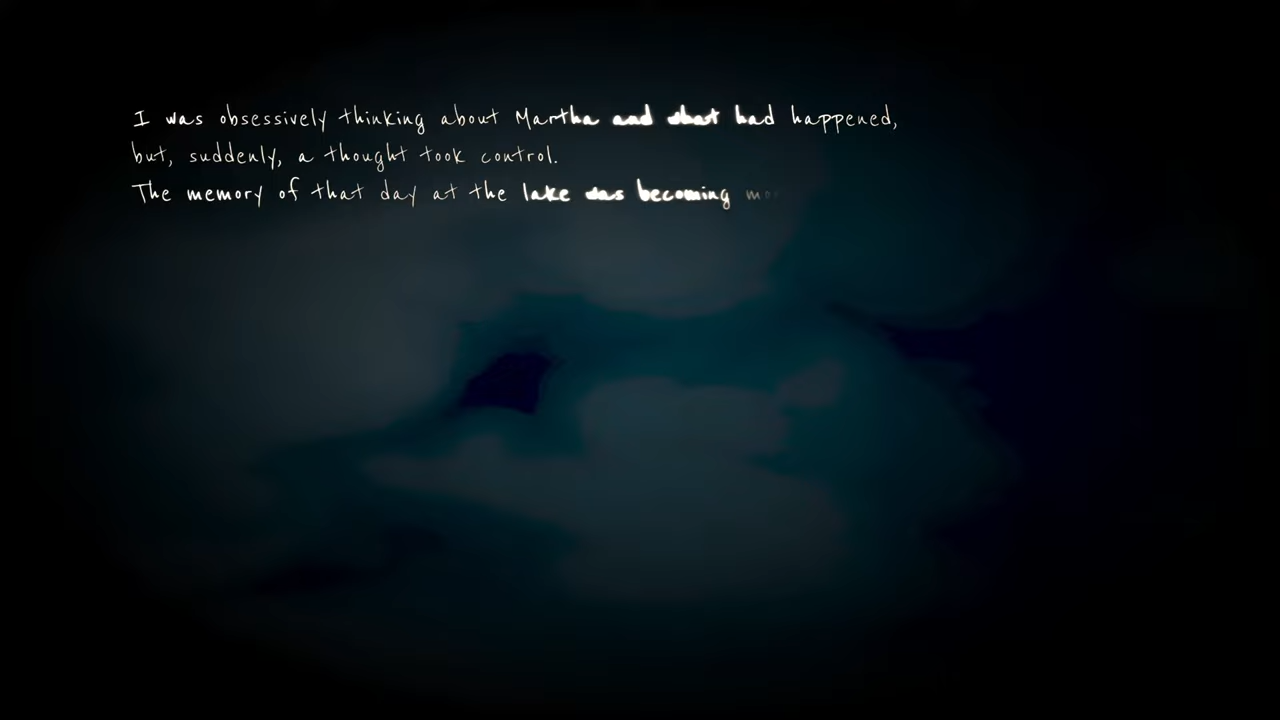 I was obsessively thinking about Martha and what had happened,
but, suddenly, a thought took control.
The memory of that day at the lake was becoming